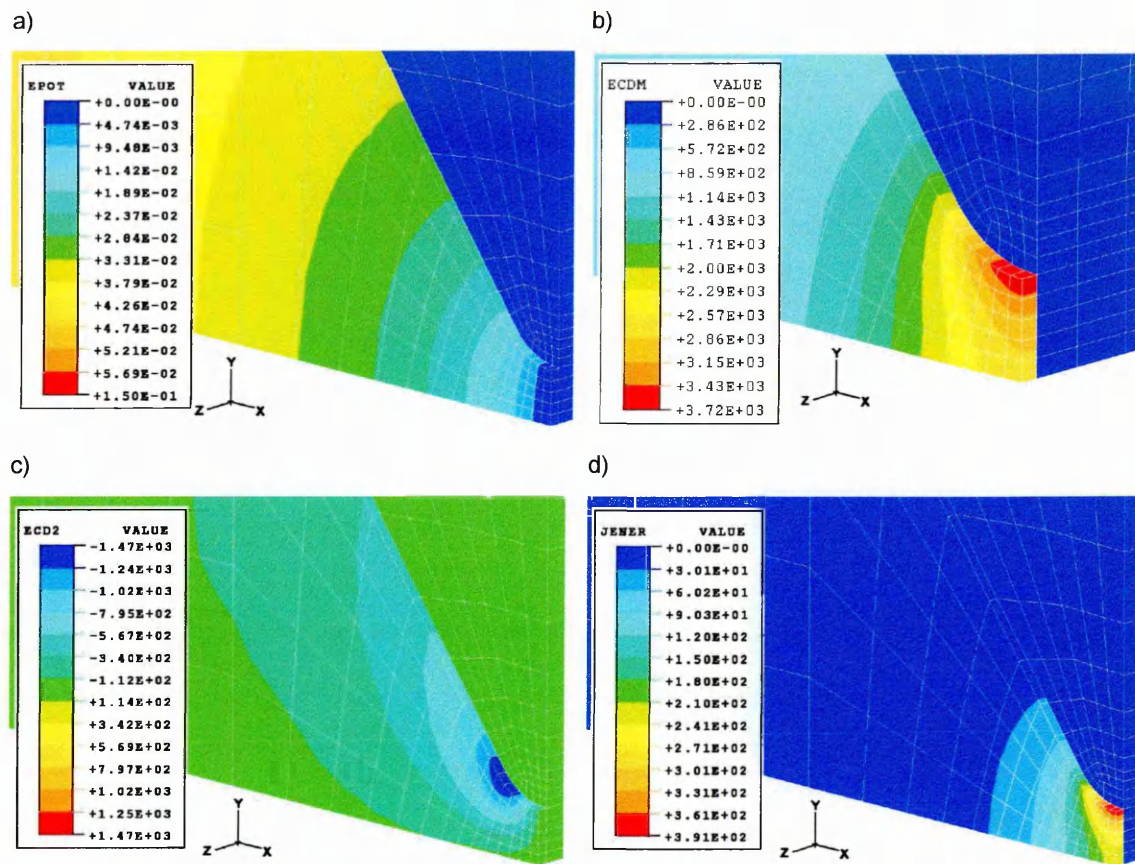 a)
EPOT VALUE
+0.00E-00
+4.74E-03
+9.48E-03
+1.42E-02
+1.89E-02
+2.37E-02
+2.84E-02
+3.31E-02
+3.79E-02
+4.26E-02
+4.74E-02
+5.21E-02
+5.69E-02
+1.50E-01
Y
Z
X
b)
ECDM VALUE
+0.00E-00
+2.86E+02
+5.72E+02
+8.59E+02
+1.14E+03
+1.43E+03
+1.71E+03
+2.00E+03
+2.29E+03
+2.57E+03
+2.86E+03
+3.15E+03
+3.43E+03
+3.72E+03
Y
Z
X
c)
ECD2 VALUE
-1.47E+03
-1.24E+03
-1.02E+03
-7.95E+02
-5.67E+02
-3.40E+02
-1.12E+02
+1.14E+02
+3.42E+02
+5.69E+02
+7.97E+02
+1.02E+03
+1.25E+03
+1.47E+03
Y
Z
X
d)
JENER VALUE
+0.00E-00
+3.01E+01
+6.02E+01
+9.03E+01
+1.20E+02
+1.50E+02
+1.80E+02
+2.10E+02
+2.41E+02
+2.71E+02
+3.01E+02
+3.31E+02
+3.61E+02
+3.91E+02
Y
Z
X